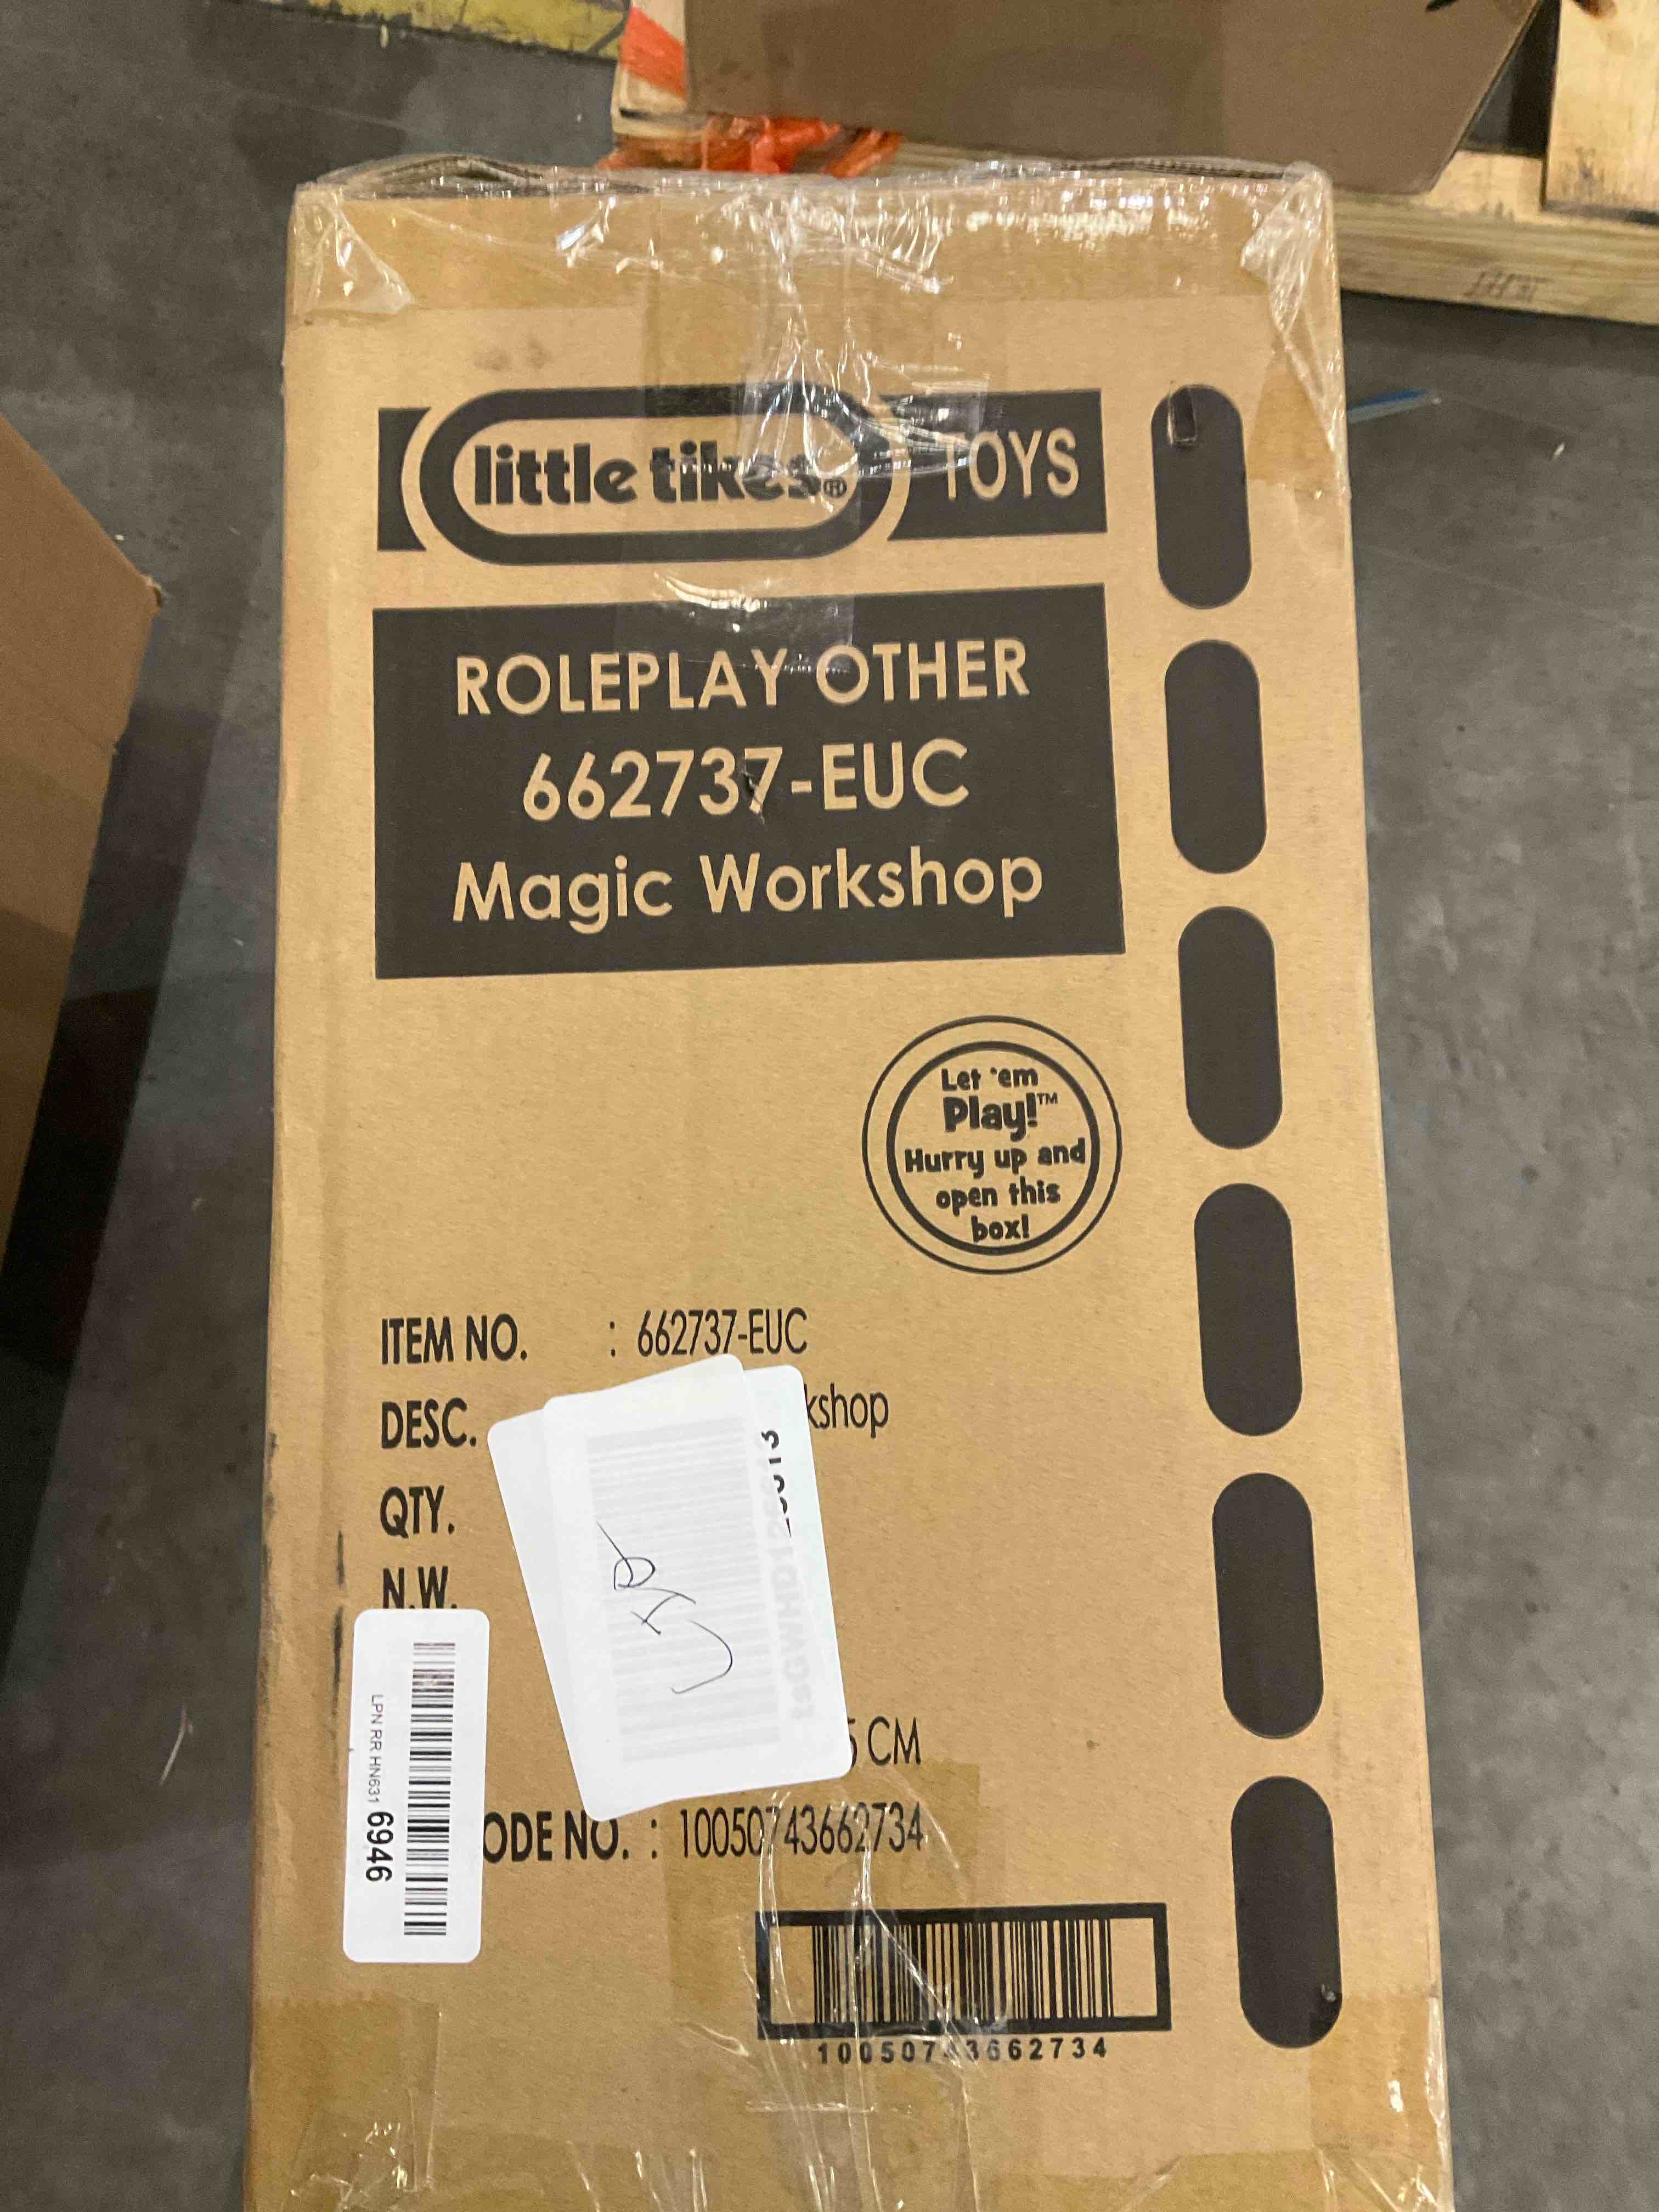 little tikes® TOYS
ROLEPLAY OTHER
662737-EUC
Magic Workshop
Let 'em
Play!™
Hurry up and
open this
box!
ITEM NO. : 662737-EUC
DESC. kshop
QTY.
N.W.
5 CM
ODE NO. : 10050743662734
10050743662734
LPN RR HN631 6946